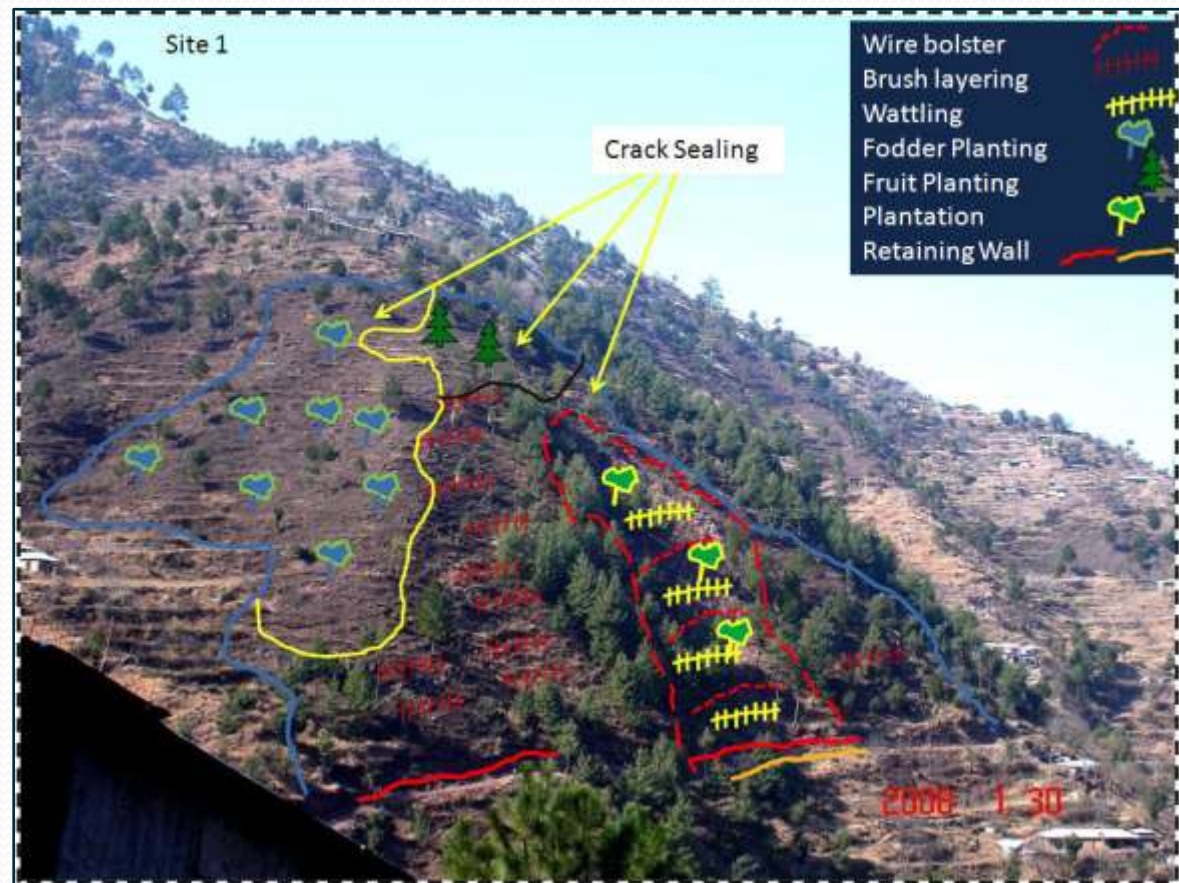 Site 1
Crack Sealing
Wire bolster
Brush layering
Wattling
Fodder Planting
Fruit Planting
Plantation
Retaining Wall
2008 1 30